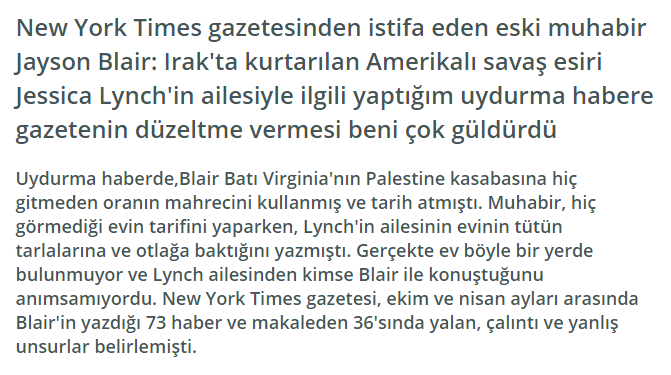 New York Times gazetesinden istifa eden eski muhabir
Jayson Blair: Irak'ta kurtarılan Amerikalı savaş esiri
Jessica Lynch'in ailesiyle ilgili yaptığım uydurma habere
gazetenin düzeltme vermesi beni çok güldürdü
Uydurma haberde,Blair Batı Virginia'nın Palestine kasabasına hiç
gitmeden oranın mahrecini kullanmış ve tarih atmıştı. Muhabir, hiç
görmediği evin tarifini yaparken, Lynch'in ailesinin evinin tütün
tarlalarına ve otlağa baktığını yazmıştı. Gerçekte ev böyle bir yerde
bulunmuyor ve Lynch ailesinden kimse Blair ile konuştuğunu
anımsamıyordu. New York Times gazetesi, ekim ve nisan ayları arasında
Blair'in yazdığı 73 haber ve makaleden 36'sında yalan, çalıntı ve yanlış
unsurlar belirlemişti.